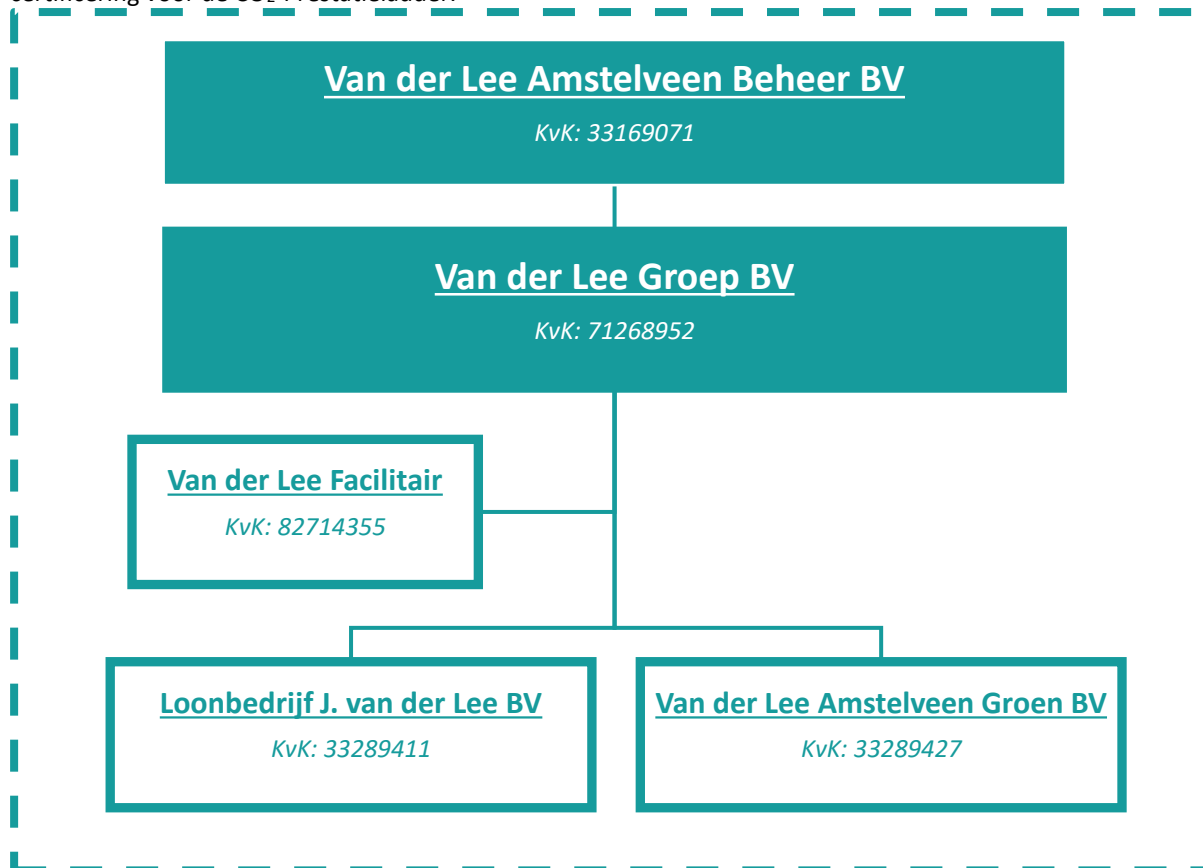 Van der Lee Amstelveen Beheer BV
KvK: 33169071
Van der Lee Groep BV
KvK: 71268952
Van der Lee Facilitair
KvK: 82714355
Loonbedrijf J. van der Lee BV
KvK: 33289411
Van der Lee Amstelveen Groen BV
KvK: 33289427